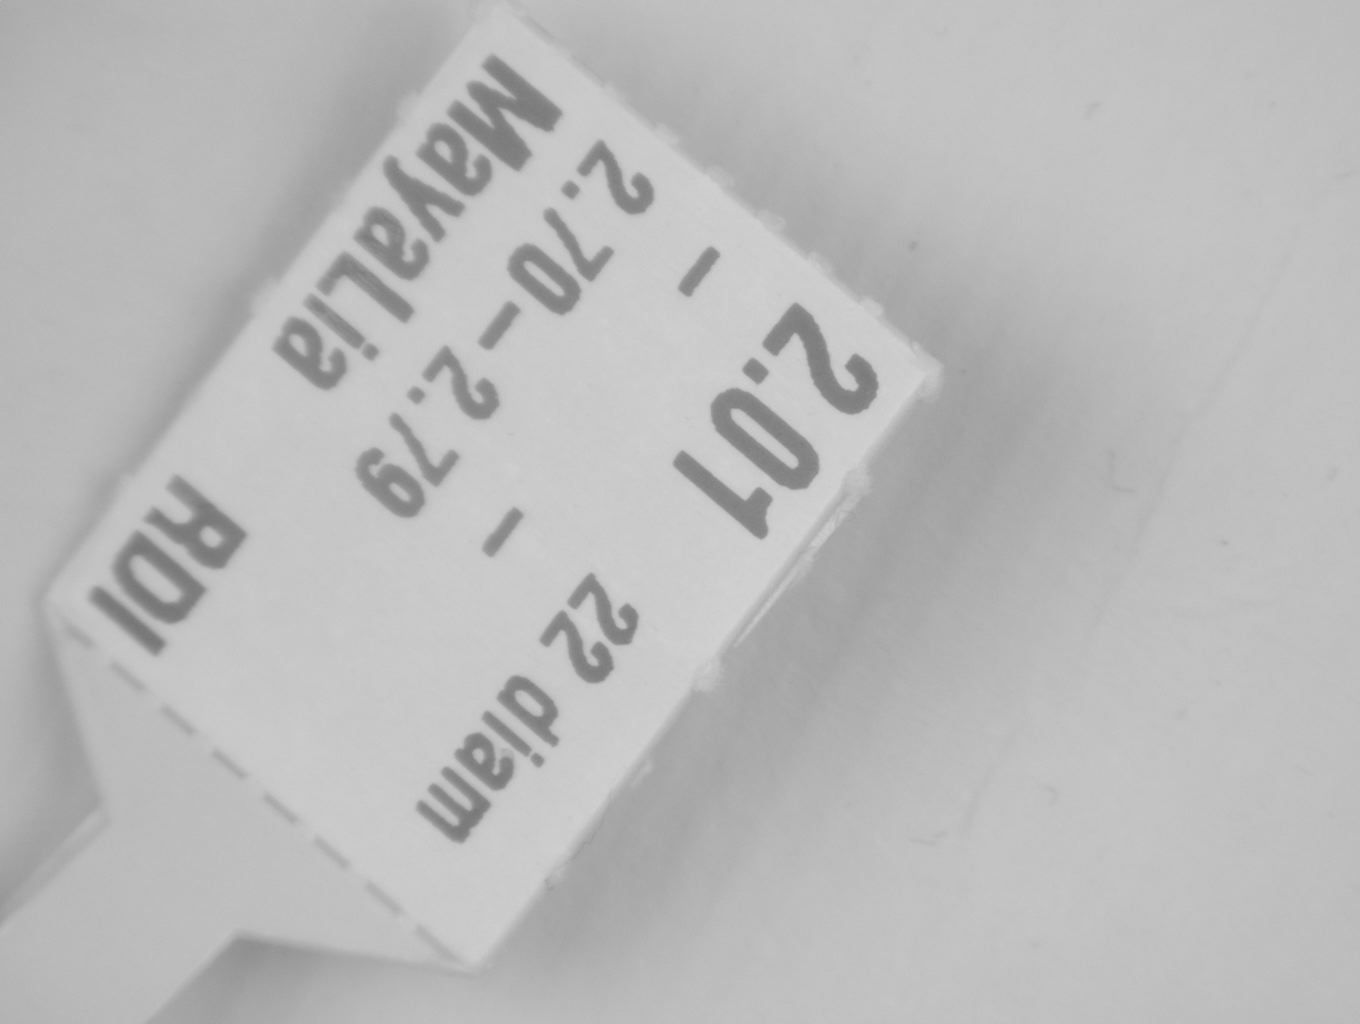 2.01 22 diam
- -
2.70-2.79
MayaLia RDI